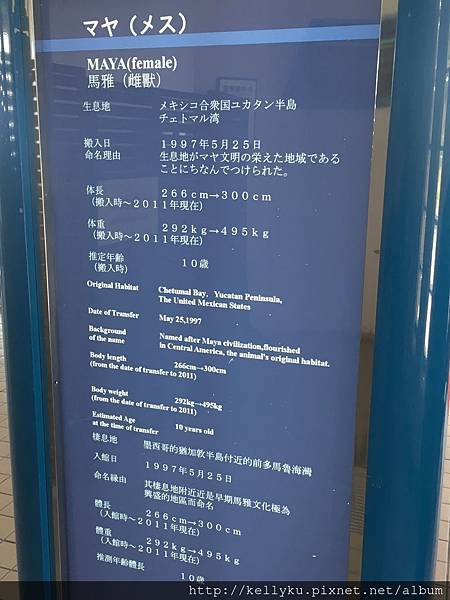 マヤ（メス）
MAYA(female)
馬雅（雌獸）
生息地 メキシコ合衆国ユカタン半島
チェトマル湾
搬入日 １９９７年５月２５日
命名理由 生息地がマヤ文明の栄えた地域である
ことにちなんでつけられた。
体長 ２６６ｃｍ→３００ｃｍ
（搬入時～２０１１年現在）
体重 ２９２ｋｇ→４９５ｋｇ
（搬入時～２０１１年現在）
推定年齢 １０歳
（搬入時）
Original Habitat Chetumal Bay, Yucatan Peninsula,
The United Mexican States
Date of Transfer May 25,1997
Background Named after Maya civilization,flourished
of the name in Central America, the animal's original habitat.
Body length 266cm→300cm
(from the date of transfer to 2011)
Body weight 292kg→495kg
(from the date of transfer to 2011)
Estimated Age 10 years old
at the time of transfer
棲息地 墨西哥的猶加敦半島付近的前多馬魯海灣
入館日 １９９７年５月２５日
命名緣由 其棲息地附近近是早期馬雅文化極為
興盛的地區而命名
體長 ２６６ｃｍ→３００ｃｍ
（入館時～２０１１年現在）
體重 ２９２ｋｇ→４９５ｋｇ
（入館時～２０１１年現在）
推測年齡體長 １０歳
http://kellyku.pixnet.net/album